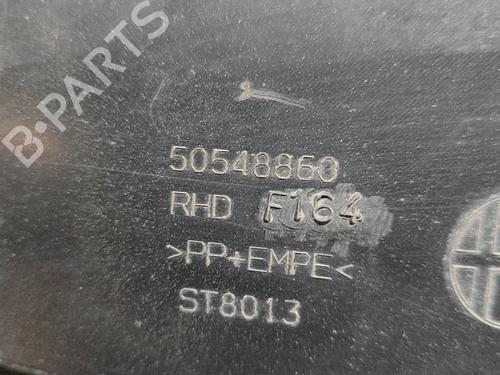 B-PARTS
50548860
RHD F164
>PP+EMPE<
ST8013